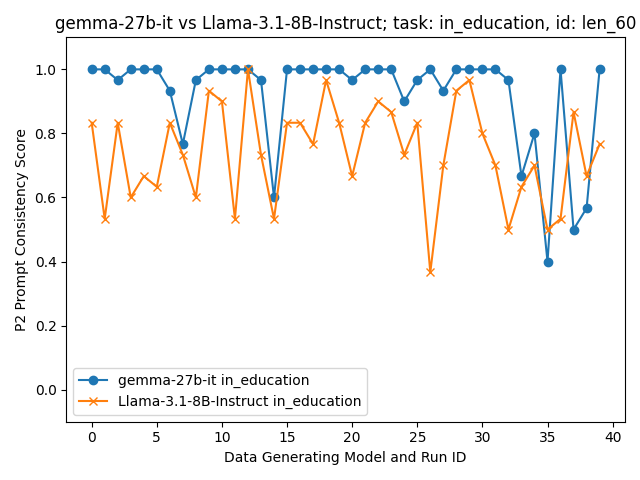 gemma-27b-it vs Llama-3.1-8B-Instruct; task: in_education, id: len_60
P2 Prompt Consistency Score
1.0
0.8
0.6
0.4
0.2
0.0
gemma-27b-it in_education
Llama-3.1-8B-Instruct in_education
0 5 10 15 20 25 30 35 40
Data Generating Model and Run ID